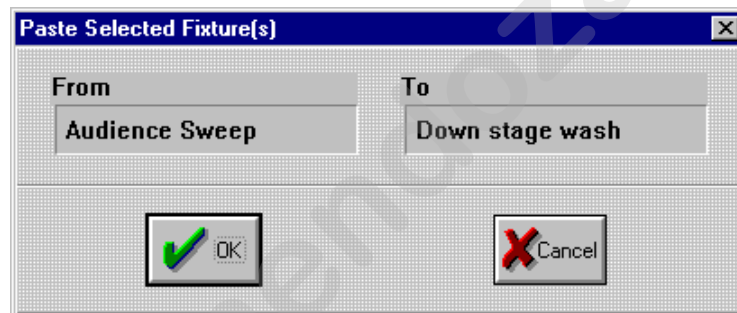 Paste Selected Fixture(s)
From
To
Audience Sweep
Down stage wash
OK
Cancel